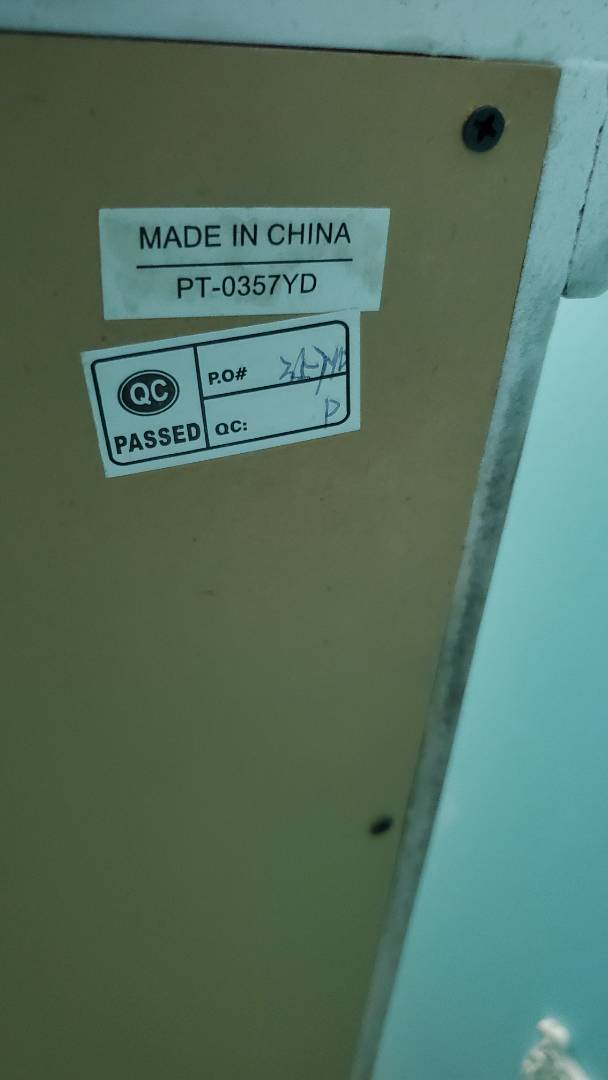 MADE IN CHINA
PT-0357YD
QC
PASSED
P.O#
QC: P